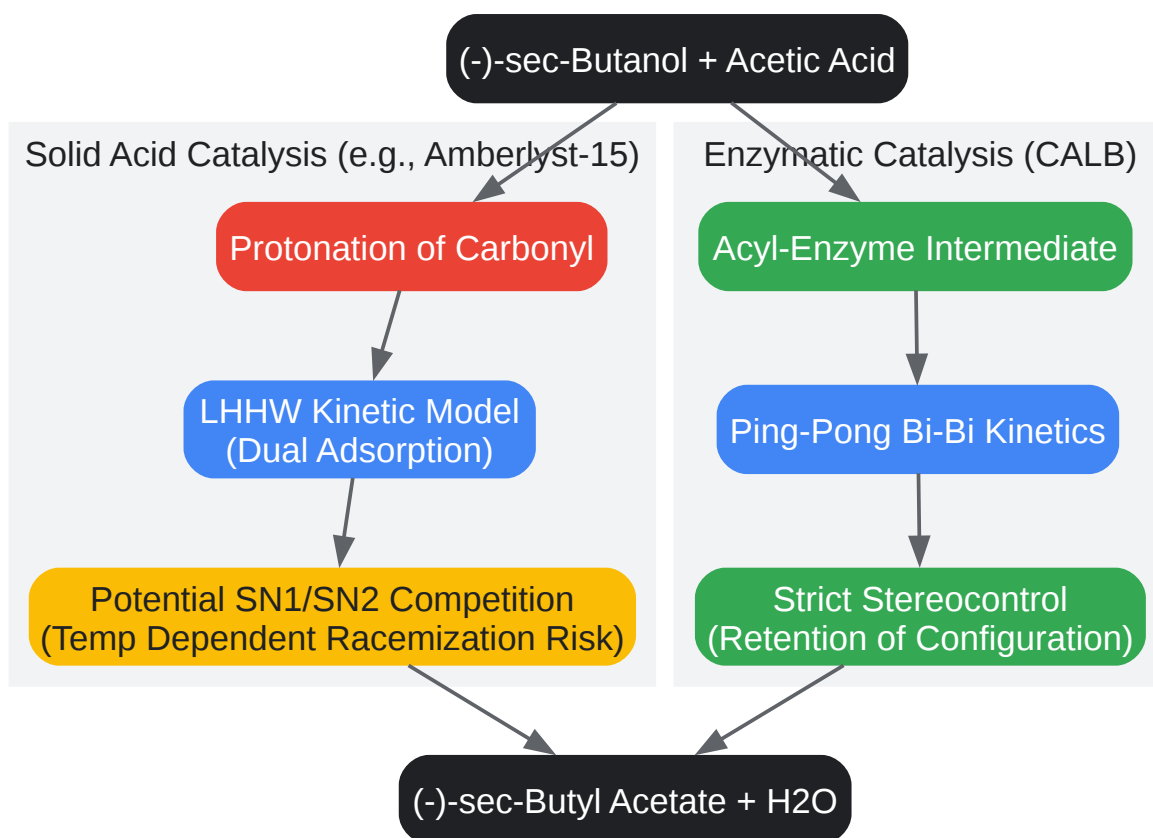 (-)-sec-Butanol + Acetic Acid
Solid Acid Catalysis (e.g., Amberlyst-15)
Enzymatic Catalysis (CALB)
Protonation of Carbonyl
Acyl-Enzyme Intermediate
LHHW Kinetic Model
(Dual Adsorption)
Ping-Pong Bi-Bi Kinetics
Potential SN1/SN2 Competition
(Temp Dependent Racemization Risk)
Strict Stereocontrol
(Retention of Configuration)
(-)-sec-Butyl Acetate + H2O